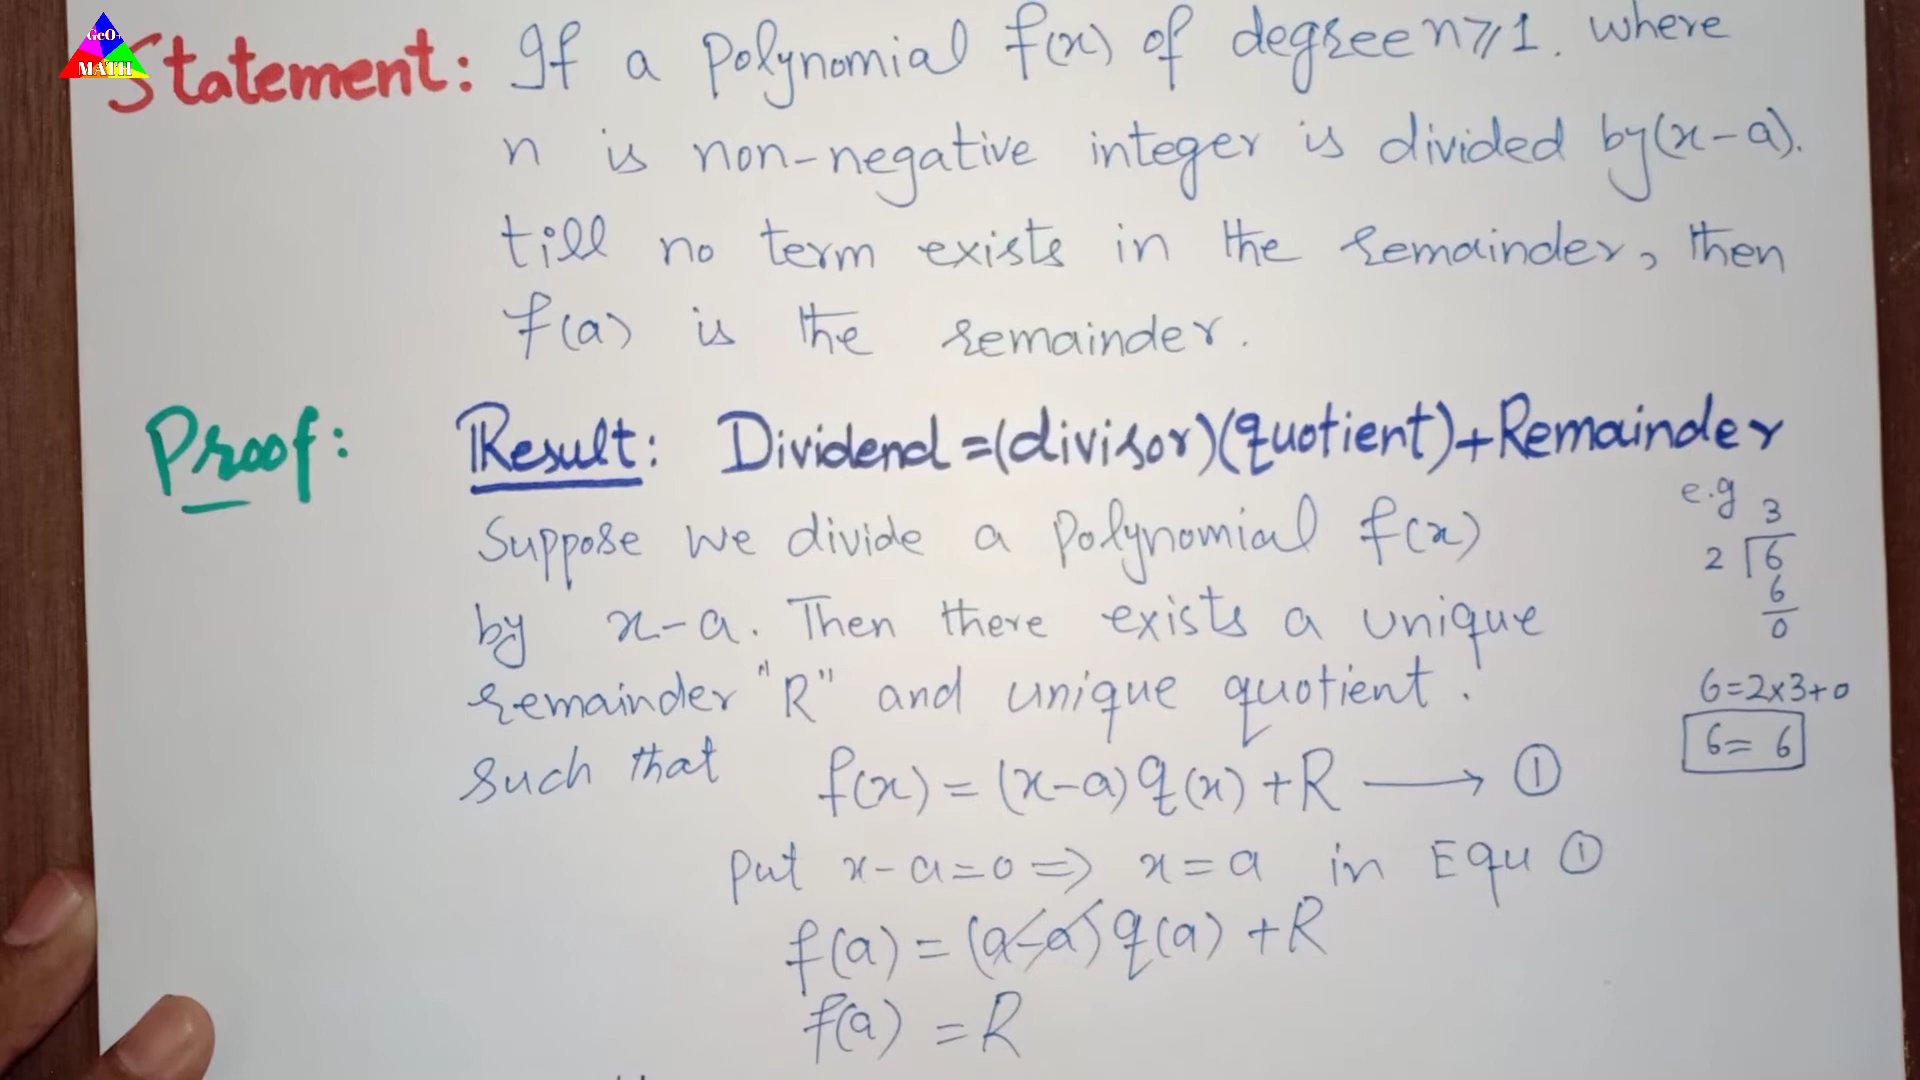 GeO+
MATH
Statement: If a polynomial f(x) of degree n⩾1. where
n is non-negative integer is divided by (x-a).
till no term exists in the remainder, then
f(a) is the remainder.
Proof: Result: Dividend =(divisor)(quotient)+Remainder
e.g
Suppose we divide a polynomial f(x)
by x-a. Then there exists a unique
remainder "R" and unique quotient.
such that f(x) = (x-a) q(x) + R ⟶ ①
put x-a=0 => x=a in Equ ①
f(a) = (a-a) q(a) + R
f(a) = R
3
2 6
6
0
6=2x3+0
6= 6